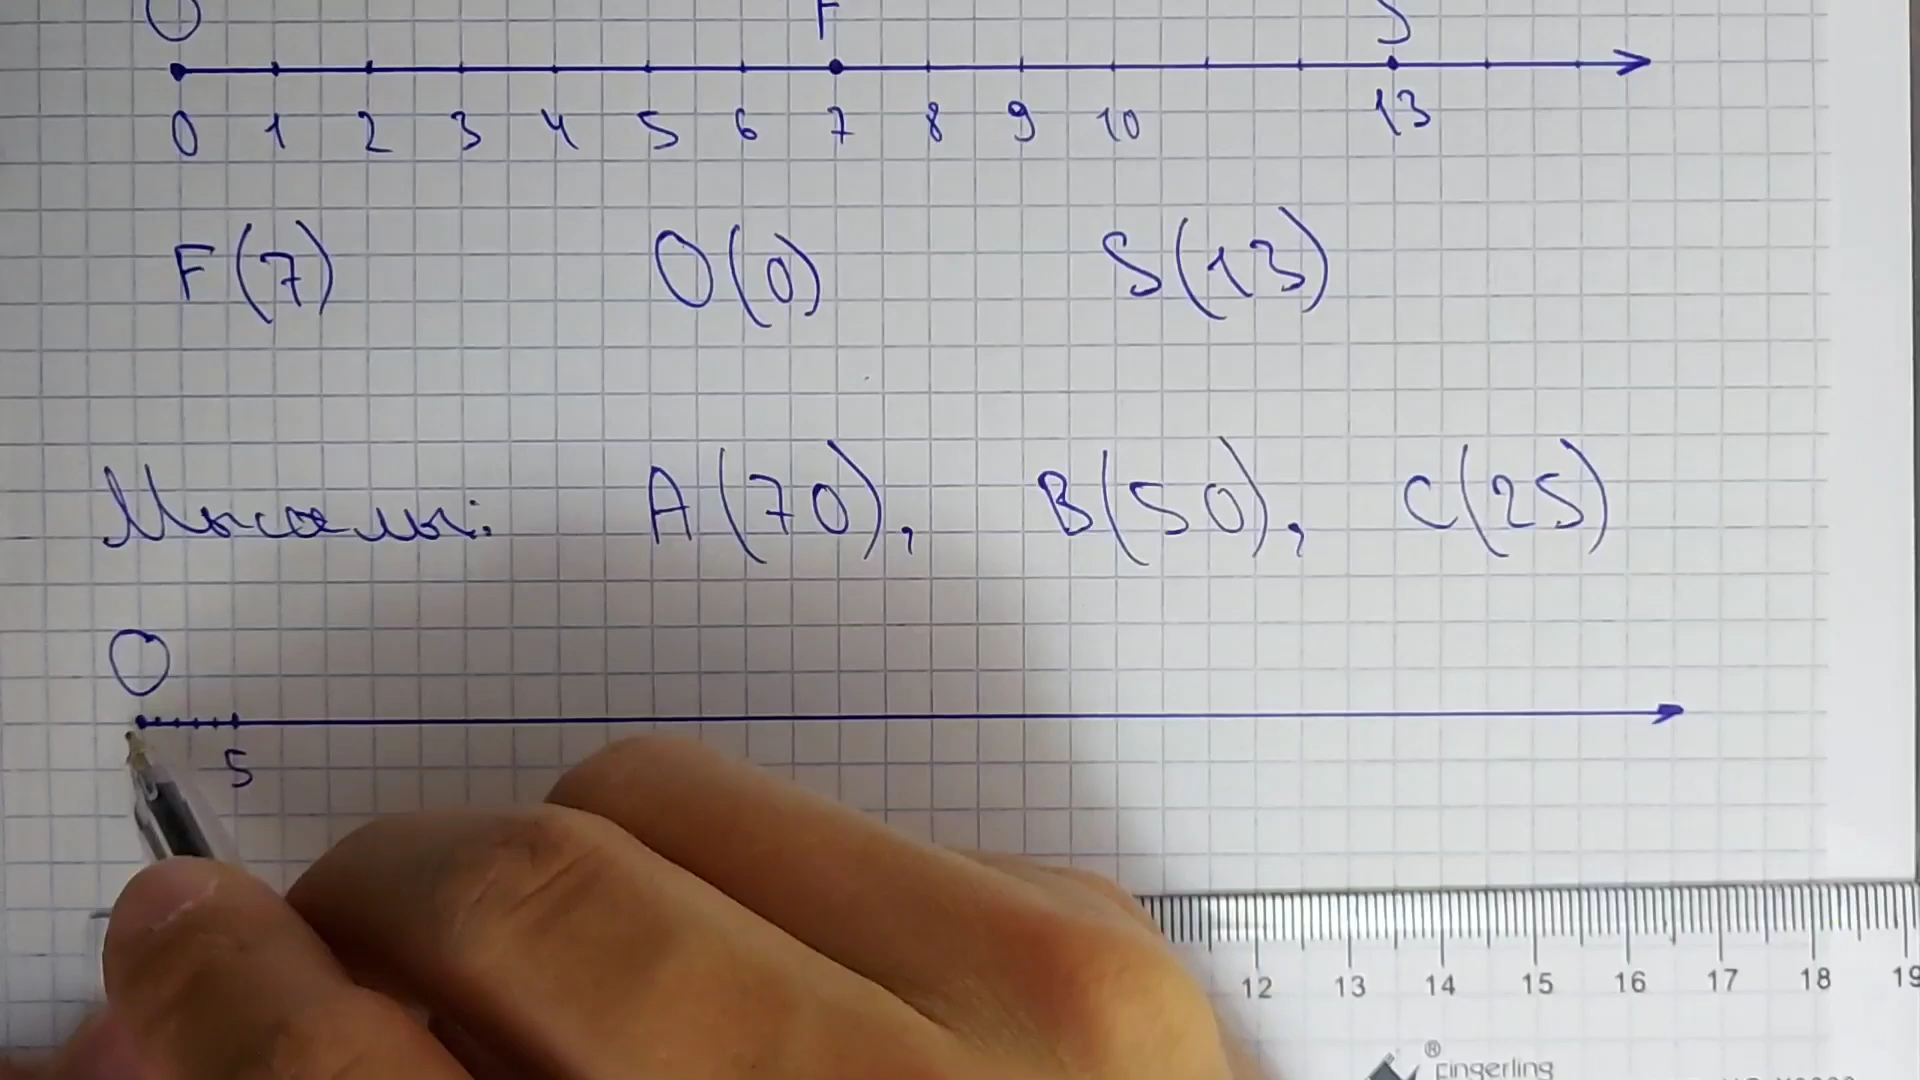 O F S
0 1 2 3 4 5 6 7 8 9 10 13
F(7) O(0) S(13)
Мысалы: A(70), B(50), C(25)
O
5
12 13 14 15 16 17 18 19
® Fingerling